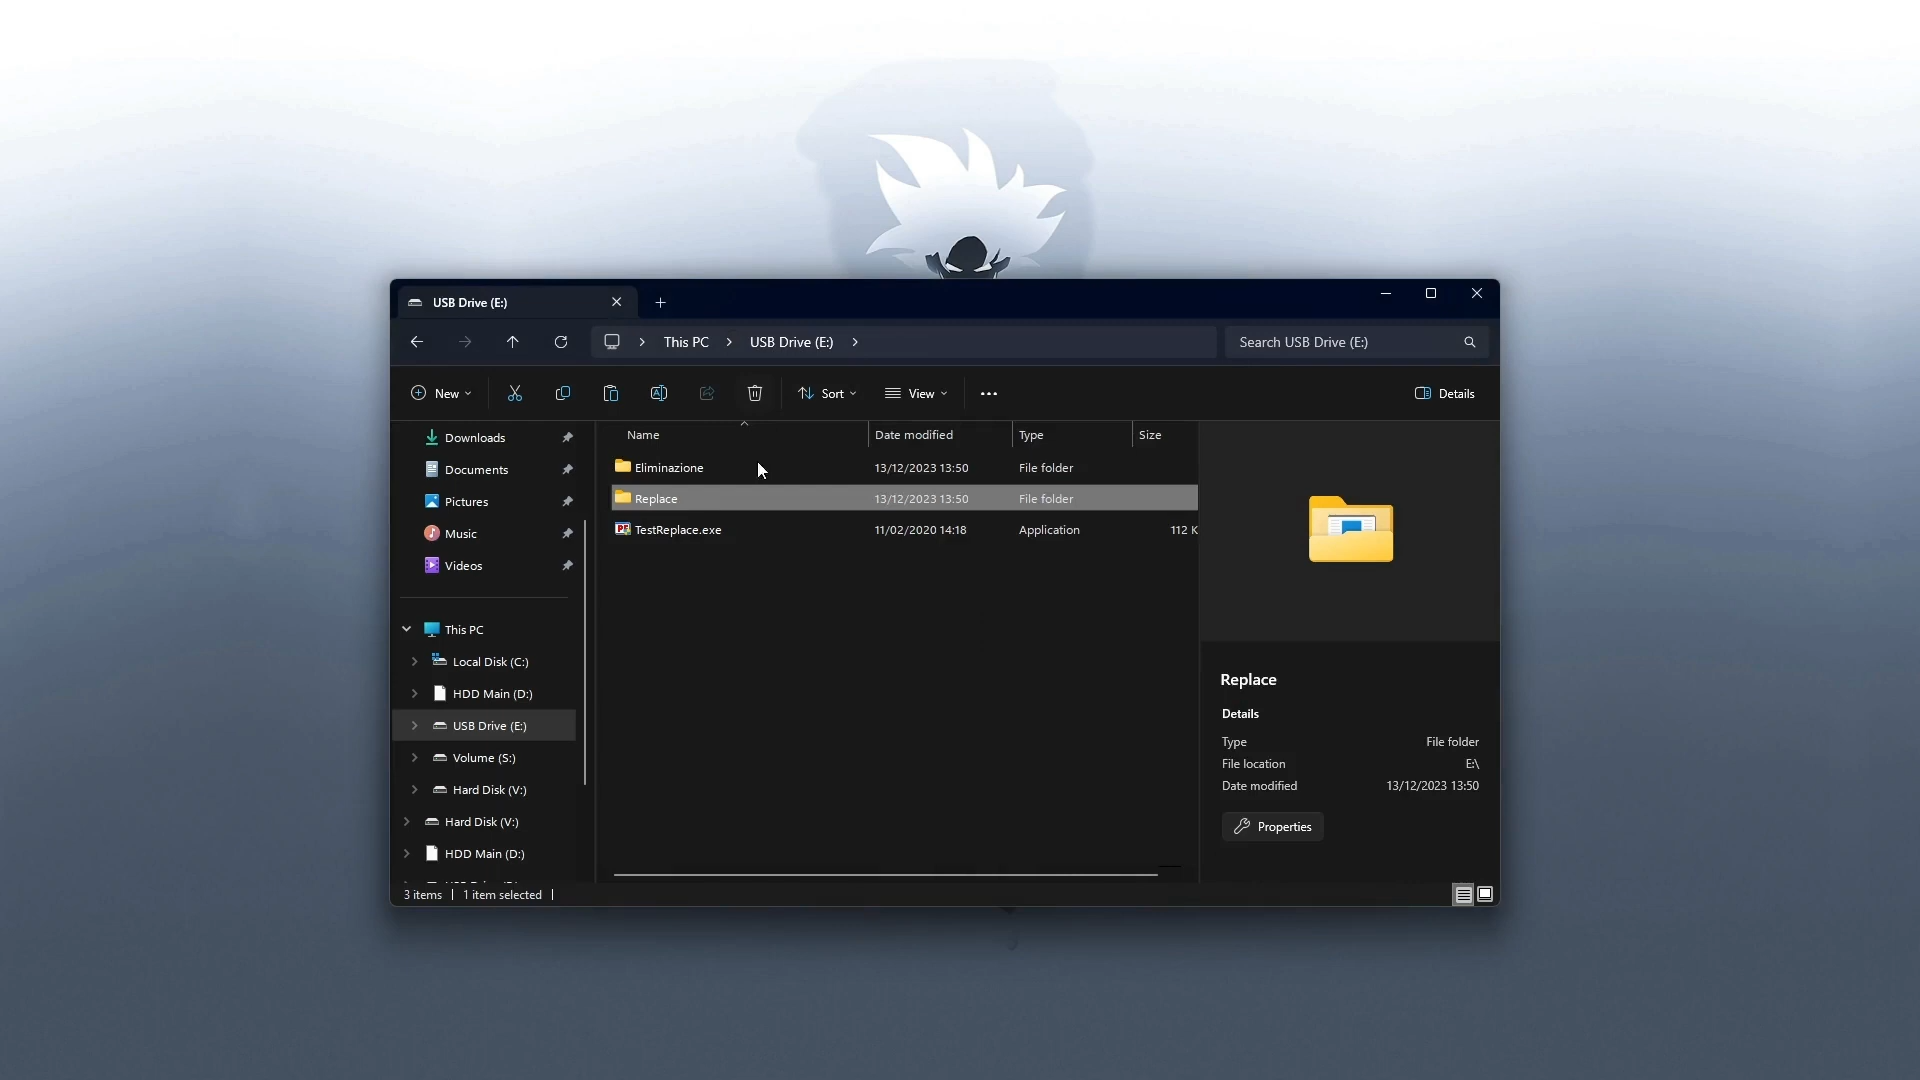 USB Drive (E:)
This PC
USB Drive (E:)
Search USB Drive (E:)
New
Sort
View
Details
Name
Date modified
Type
Size
Downloads
Documents
Pictures
Music
Videos
This PC
Local Disk (C:)
HDD Main (D:)
USB Drive (E:)
Volume (S:)
Hard Disk (V:)
Hard Disk (V:)
HDD Main (D:)
Eliminazione 13/12/2023 13:50 File folder
Replace 13/12/2023 13:50 File folder
TestReplace.exe 11/02/2020 14:18 Application 112 K
Replace
Details
Type File folder
File location E:\
Date modified 13/12/2023 13:50
Properties
3 items 1 item selected